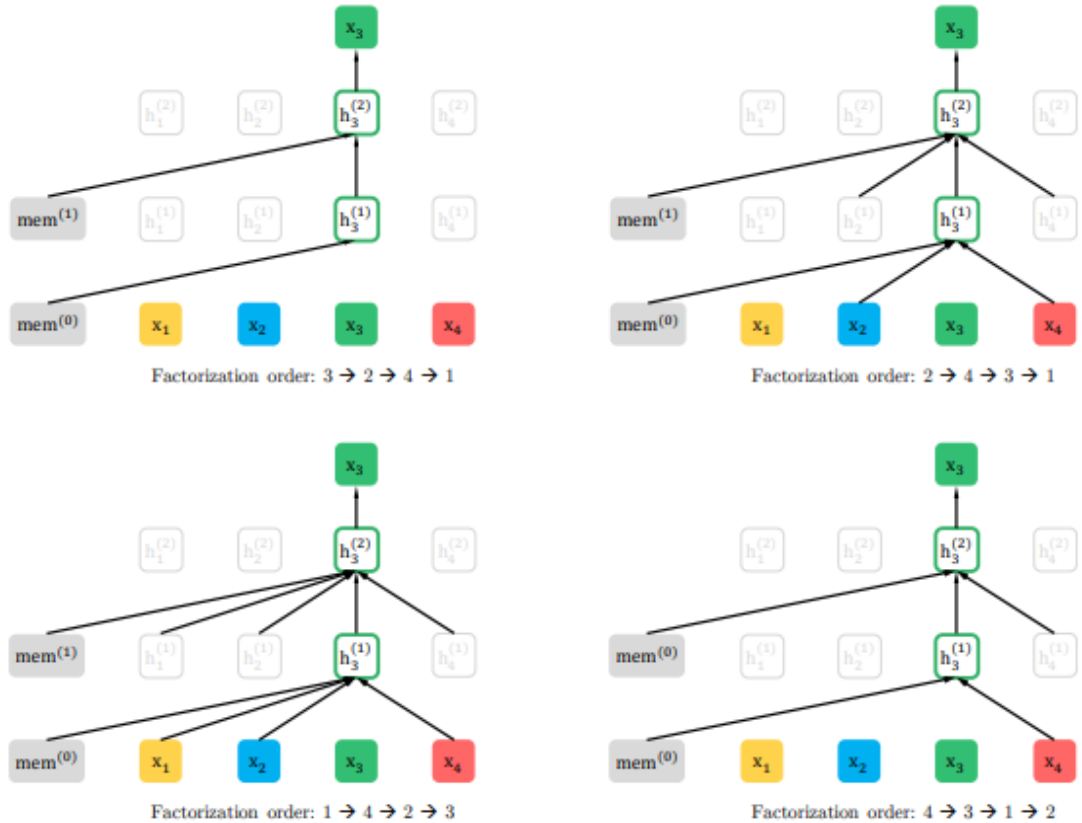 x₃
h₁⁽²⁾ h₂⁽²⁾ h₃⁽²⁾ h₄⁽²⁾
mem⁽¹⁾ h₁⁽¹⁾ h₂⁽¹⁾ h₃⁽¹⁾ h₄⁽¹⁾
mem⁽⁰⁾ x₁ x₂ x₃ x₄
Factorization order: 3 → 2 → 4 → 1
x₃
h₁⁽²⁾ h₂⁽²⁾ h₃⁽²⁾ h₄⁽²⁾
mem⁽¹⁾ h₁⁽¹⁾ h₂⁽¹⁾ h₃⁽¹⁾ h₄⁽¹⁾
mem⁽⁰⁾ x₁ x₂ x₃ x₄
Factorization order: 2 → 4 → 3 → 1
x₃
h₁⁽²⁾ h₂⁽²⁾ h₃⁽²⁾ h₄⁽²⁾
mem⁽¹⁾ h₁⁽¹⁾ h₂⁽¹⁾ h₃⁽¹⁾ h₄⁽¹⁾
mem⁽⁰⁾ x₁ x₂ x₃ x₄
Factorization order: 1 → 4 → 2 → 3
x₃
h₁⁽²⁾ h₂⁽²⁾ h₃⁽²⁾ h₄⁽²⁾
mem⁽⁰⁾ h₁⁽¹⁾ h₂⁽¹⁾ h₃⁽¹⁾ h₄⁽¹⁾
mem⁽⁰⁾ x₁ x₂ x₃ x₄
Factorization order: 4 → 3 → 1 → 2